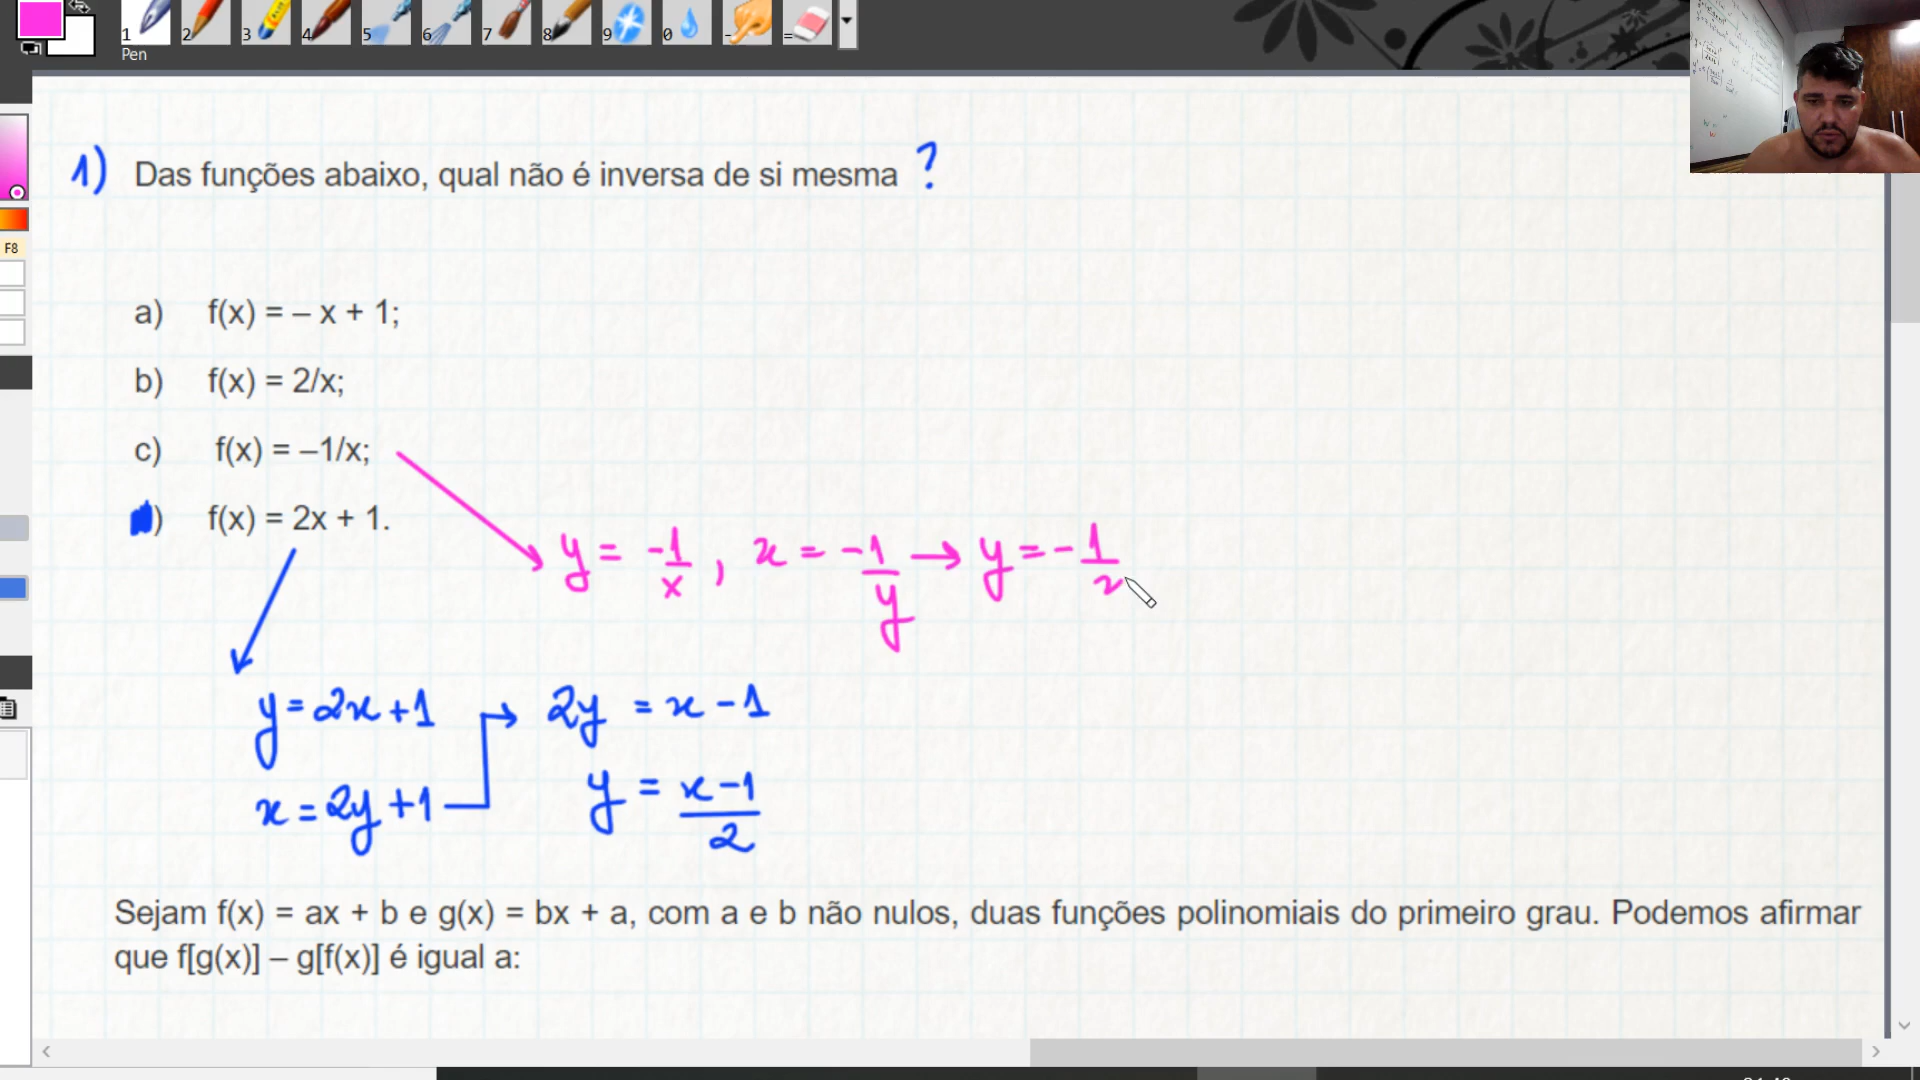 1 2 3 4 5 6 7 8 9 0 - =
Pen
F8
1) Das funções abaixo, qual não é inversa de si mesma ?
a) f(x) = – x + 1;
b) f(x) = 2/x;
c) f(x) = –1/x;
) f(x) = 2x + 1.
y = -1/x , x = -1/y → y = -1/x
y = 2x+1 → 2y = x - 1
x = 2y + 1 y = x-1/2
Sejam f(x) = ax + b e g(x) = bx + a, com a e b não nulos, duas funções polinomiais do primeiro grau. Podemos afirmar
que f[g(x)] – g[f(x)] é igual a: